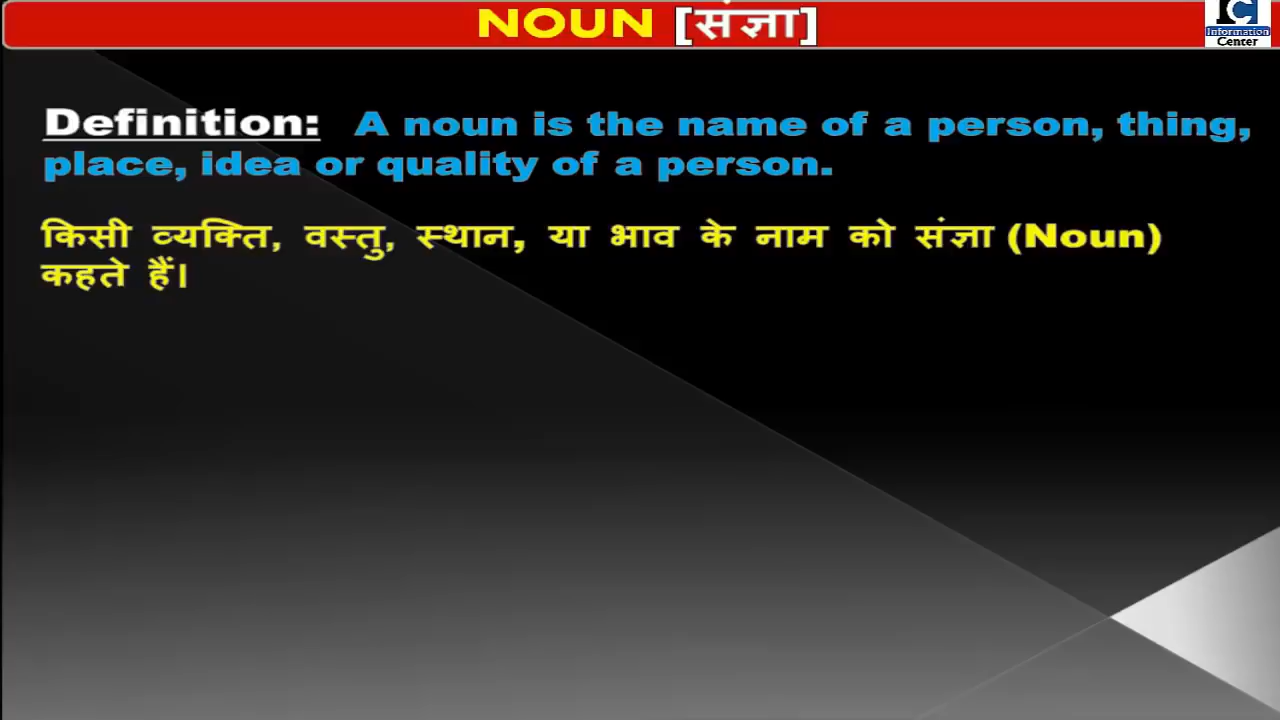 NOUN [संज्ञा]
IC
Information
Center
Definition: A noun is the name of a person, thing,
place, idea or quality of a person.
किसी व्यक्ति, वस्तु, स्थान, या भाव के नाम को संज्ञा (Noun)
कहते हैं।